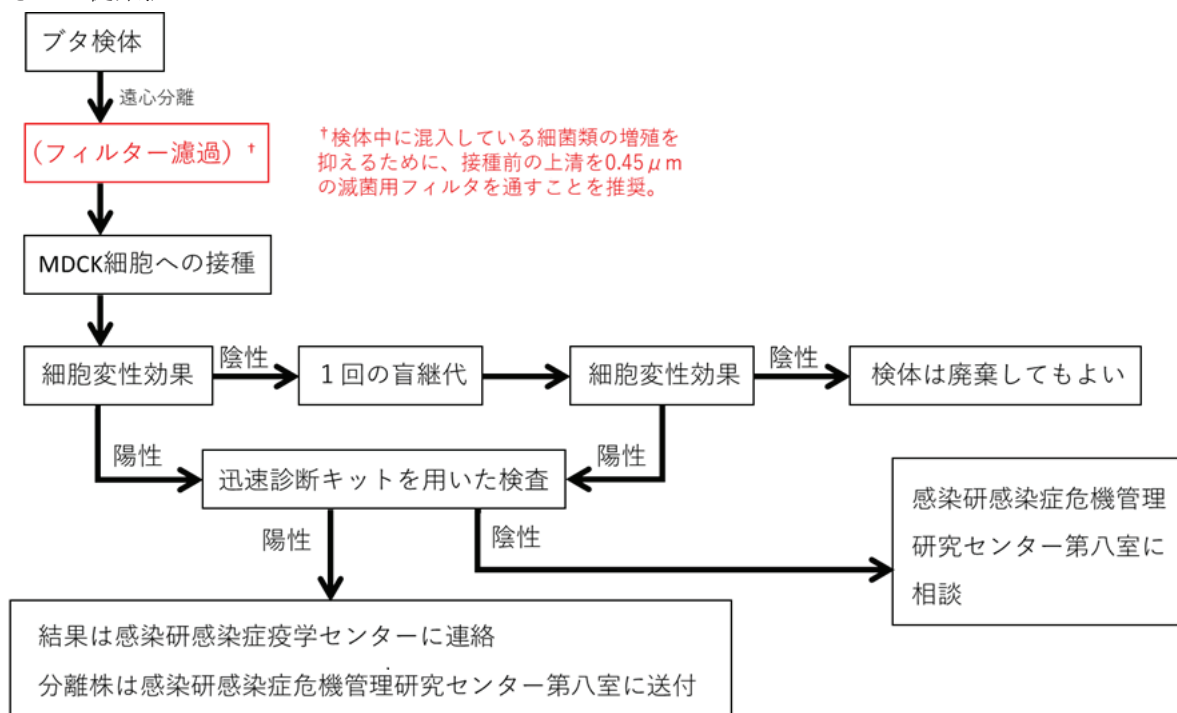 ブタ検体
遠心分離
(フィルター濾過)†
†検体中に混入している細菌類の増殖を
抑えるために、接種前の上清を0.45μm
の滅菌用フィルタを通すことを推奨。
MDCK細胞への接種
細胞変性効果
陰性
1回の盲継代
細胞変性効果
陰性
検体は廃棄してもよい
陽性
陽性
迅速診断キットを用いた検査
陽性
陰性
感染研感染症危機管理
研究センター第八室に
相談
結果は感染研感染症疫学センターに連絡
分離株は感染研感染症危機管理研究センター第八室に送付